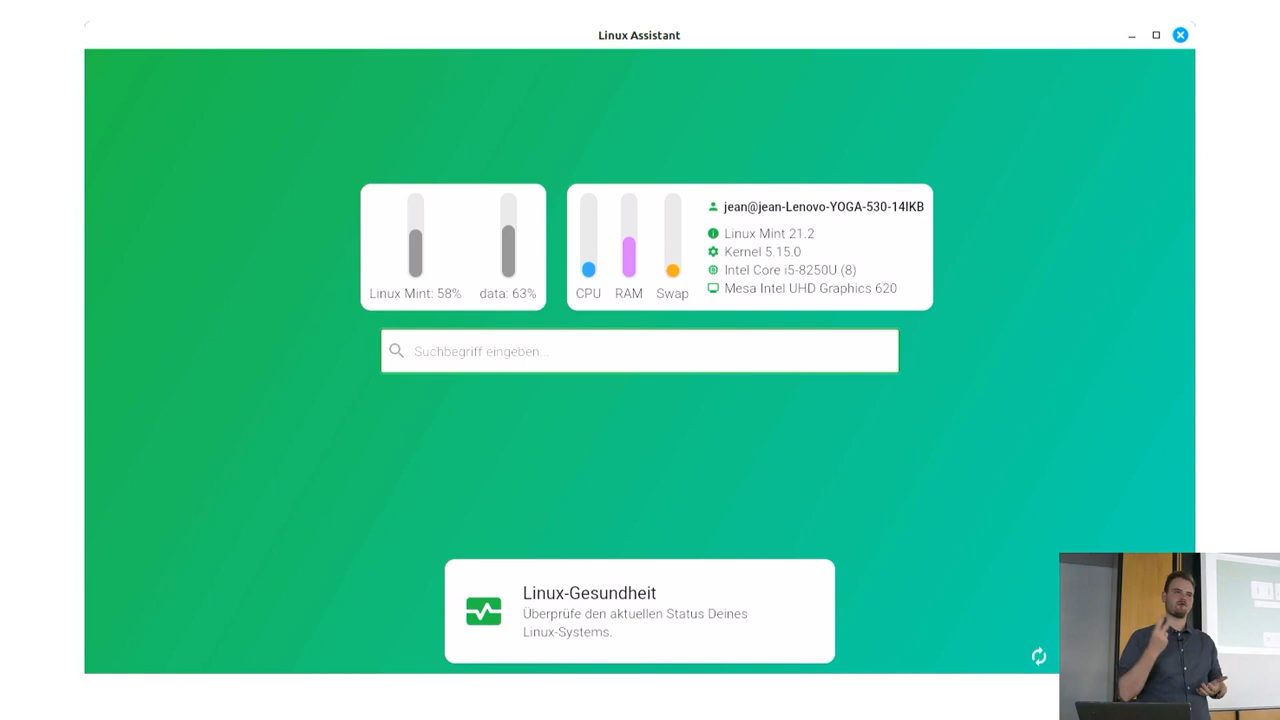 Linux Assistant
Linux Mint: 58%
data: 63%
CPU
RAM
Swap
jean@jean-Lenovo-YOGA-530-14IKB
Linux Mint 21.2
Kernel 5.15.0
Intel Core i5-8250U (8)
Mesa Intel UHD Graphics 620
Suchbegriff eingeben...
Linux-Gesundheit
Überprüfe den aktuellen Status Deines
Linux-Systems.